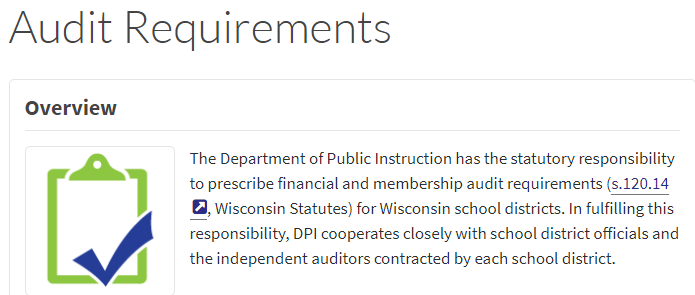 Audit Requirements
Overview
The Department of Public Instruction has the statutory responsibility
to prescribe financial and membership audit requirements (s.120.14
, Wisconsin Statutes) for Wisconsin school districts. In fulfilling this
responsibility, DPI cooperates closely with school district officials and
the independent auditors contracted by each school district.